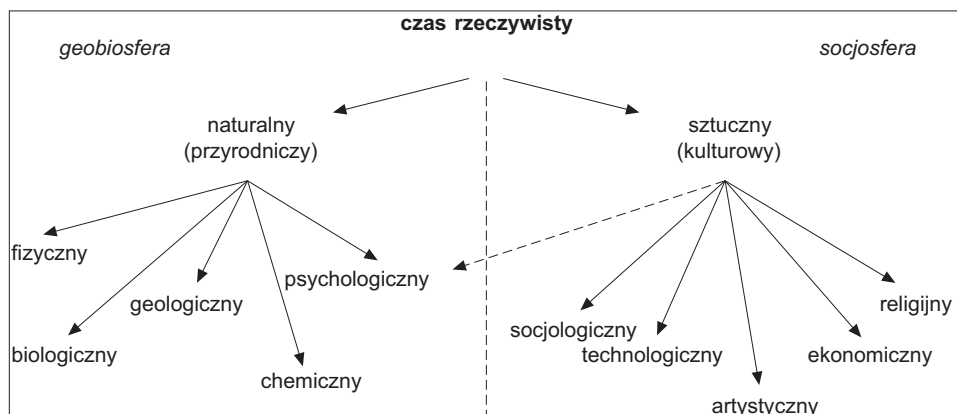 czas rzeczywisty
geobiosfera
socjosfera
naturalny
(przyrodniczy)
sztuczny
(kulturowy)
fizyczny
psychologiczny
geologiczny
biologiczny
chemiczny
religijny
socjologiczny
technologiczny
ekonomiczny
artystyczny